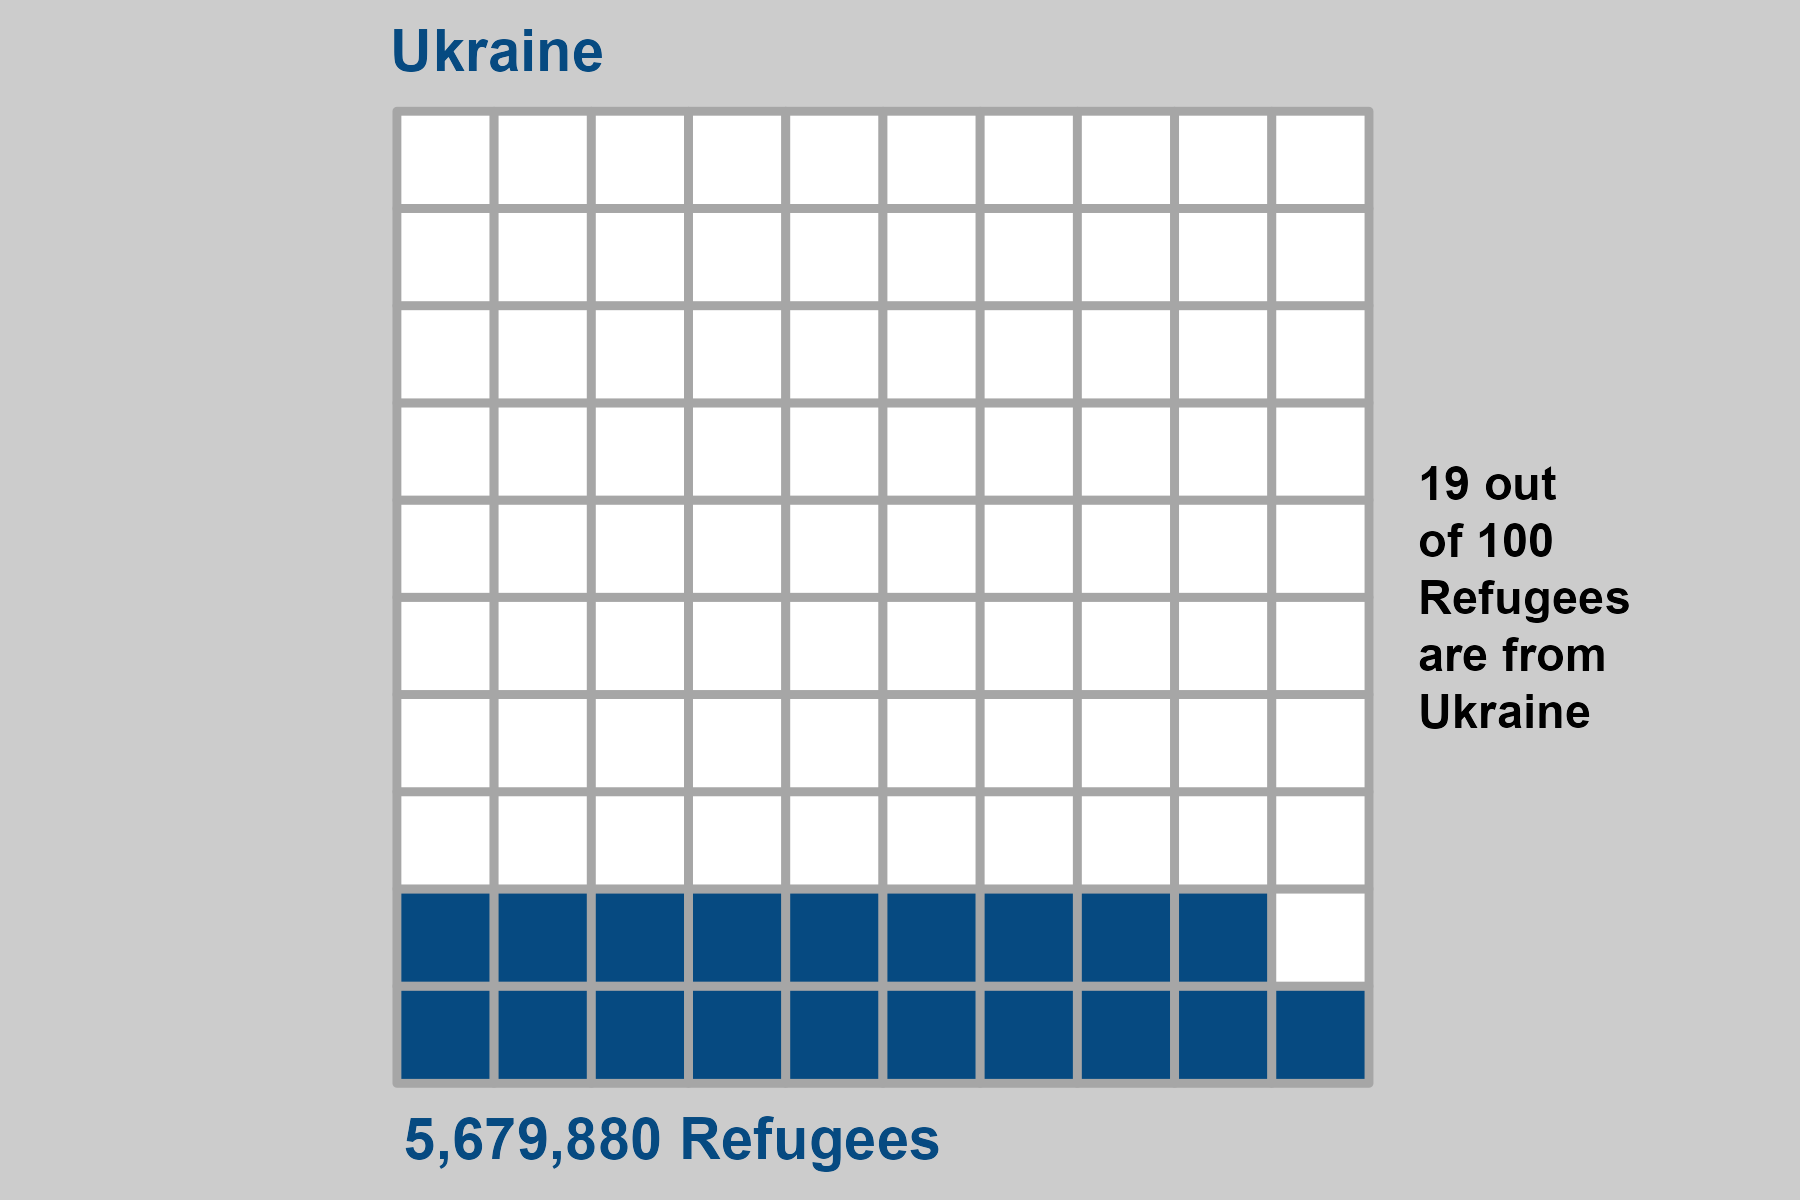 Ukraine
19 out
of 100
Refugees
are from
Ukraine
5,679,880 Refugees